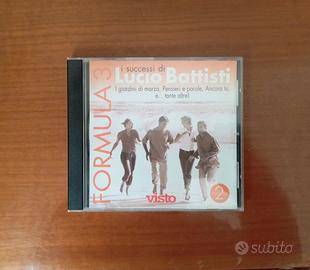 FORMULA 3
i successi di
Lucio Battisti
I giardini di marzo, Pensieri e parole, Ancora tu,
e... tante altre!
visto
2
subito